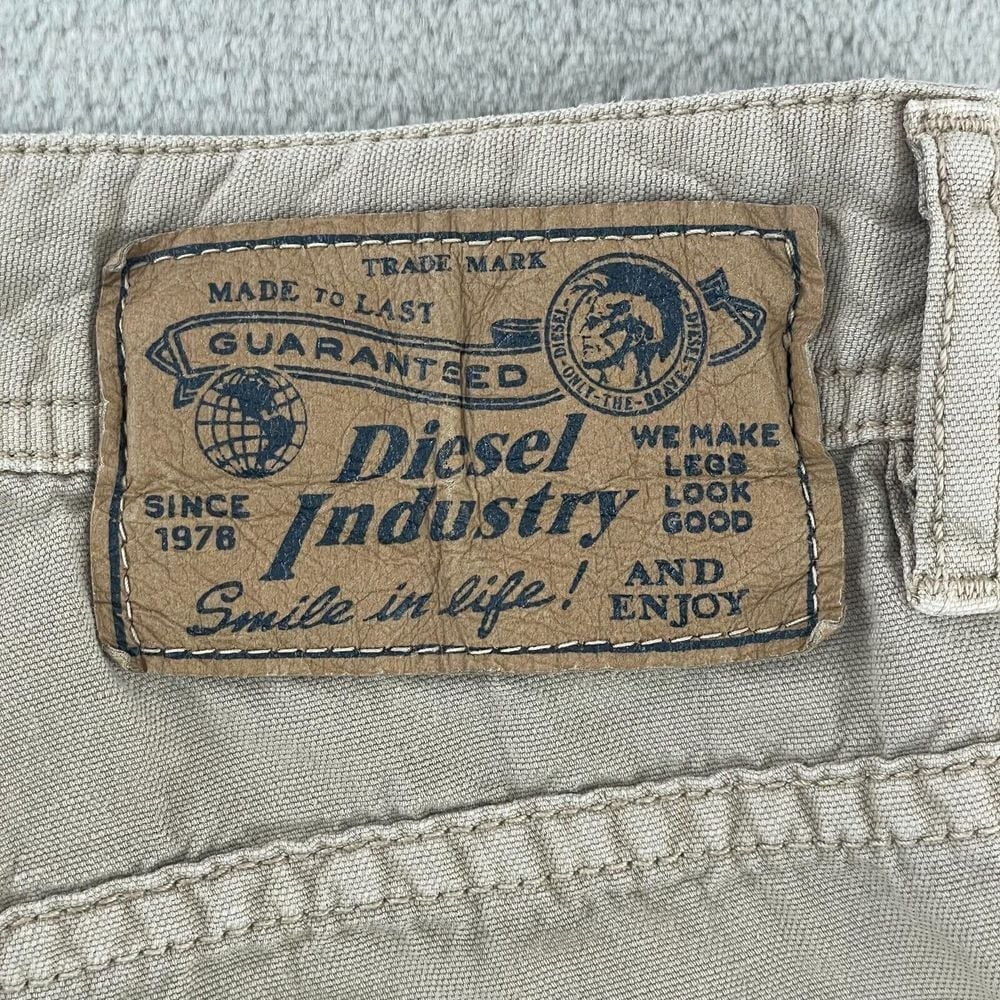 TRADE MARK
MADE TO LAST
GUARANTEED
DIESEL
DIESEL
ONLY-THE-BRAVE
Diesel
Industry
SINCE
1978
WE MAKE
LEGS
LOOK
GOOD
AND
ENJOY
Smile in life!